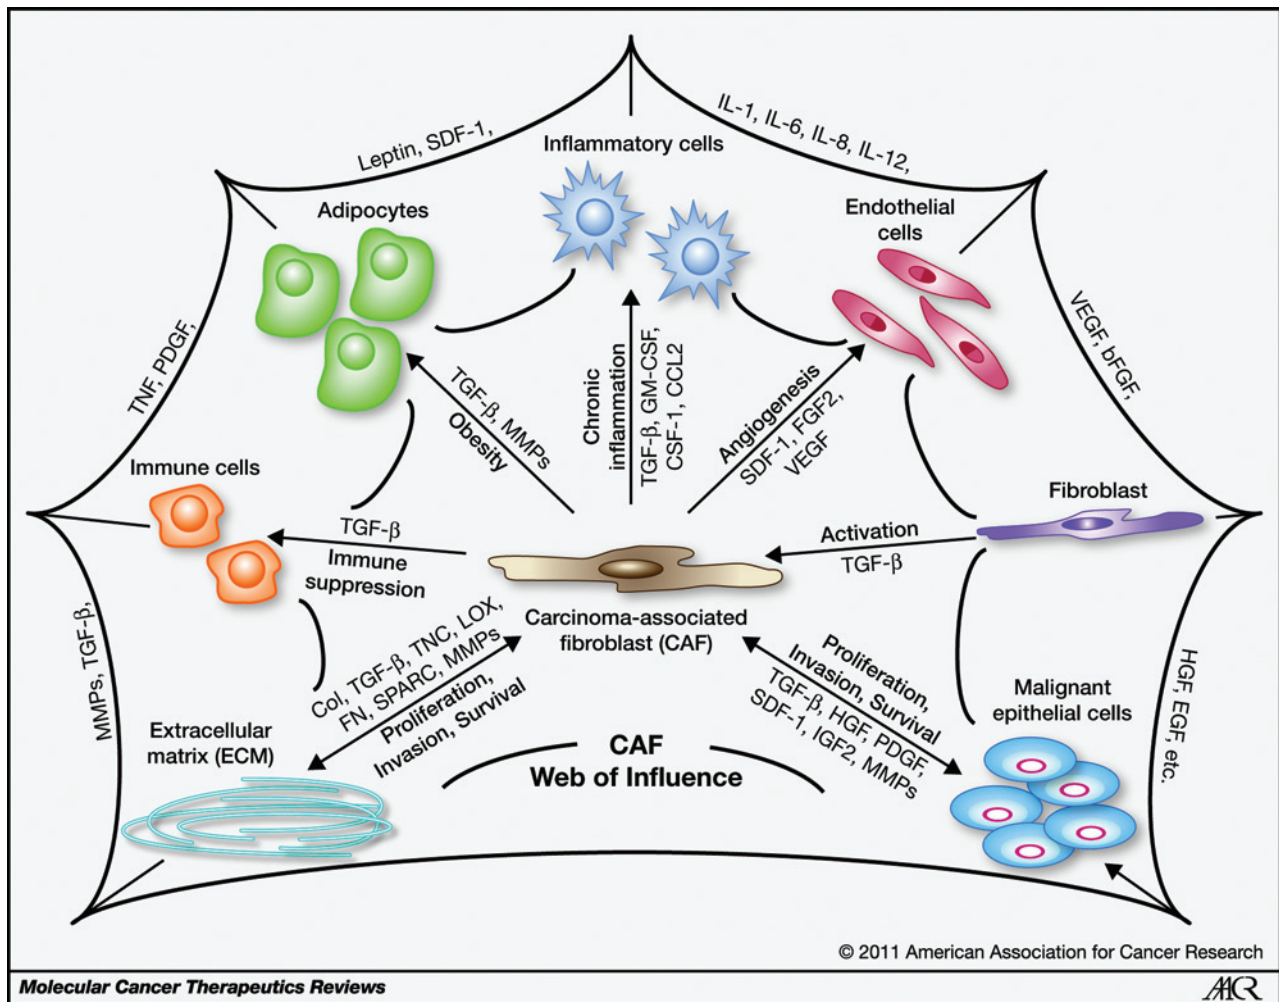 Leptin, SDF-1,
IL-1, IL-6, IL-8, IL-12,
Inflammatory cells
Adipocytes
Endothelial
cells
TNF, PDGF,
VEGF, bFGF,
TGF-β, MMPs
Obesity
Chronic
inflammation
TGF-β, GM-CSF,
CSF-1, CCL2
Angiogenesis
SDF-1, FGF2,
VEGF
Immune cells
Fibroblast
TGF-β
Immune
suppression
Activation
TGF-β
Carcinoma-associated
fibroblast (CAF)
MMPs, TGF-β,
Col, TGF-β, TNC, LOX,
FN, SPARC, MMPs
Proliferation,
Invasion, Survival
Proliferation,
Invasion, Survival
TGF-β, HGF, PDGF,
SDF-1, IGF2, MMPs
HGF, EGF, etc.
Extracellular
matrix (ECM)
Malignant
epithelial cells
CAF
Web of Influence
© 2011 American Association for Cancer Research
Molecular Cancer Therapeutics Reviews
AACR